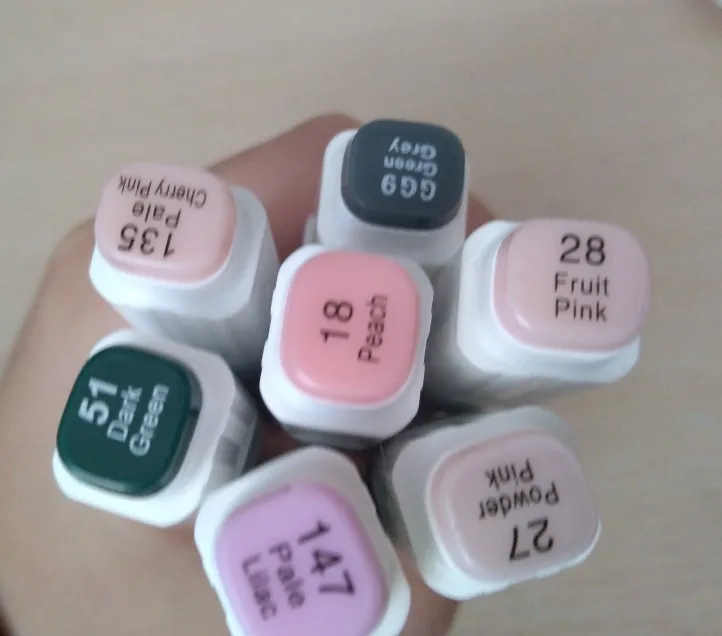 GG9
Green
Grey
135
Pale
Cherry Pink
28
Fruit
Pink
18
Peach
51
Dark
Green
27
Powder
Pink
147
Pale
Lilac